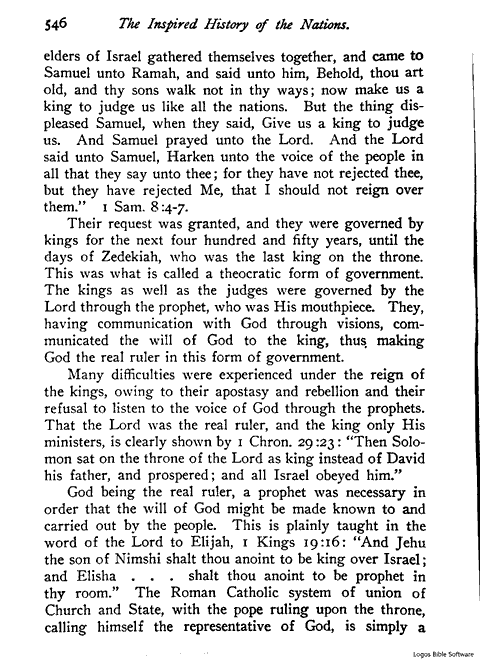 546 The Inspired History of the Nations.
elders of Israel gathered themselves together, and came to
Samuel unto Ramah, and said unto him, Behold, thou art
old, and thy sons walk not in thy ways; now make us a
king to judge us like all the nations. But the thing dis-
pleased Samuel, when they said, Give us a king to judge
us. And Samuel prayed unto the Lord. And the Lord
said unto Samuel, Harken unto the voice of the people in
all that they say unto thee; for they have not rejected thee,
but they have rejected Me, that I should not reign over
them." 1 Sam. 8:4-7.
Their request was granted, and they were governed by
kings for the next four hundred and fifty years, until the
days of Zedekiah, who was the last king on the throne.
This was what is called a theocratic form of government.
The kings as well as the judges were governed by the
Lord through the prophet, who was His mouthpiece. They,
having communication with God through visions, com-
municated the will of God to the king, thus making
God the real ruler in this form of government.
Many difficulties were experienced under the reign of
the kings, owing to their apostasy and rebellion and their
refusal to listen to the voice of God through the prophets.
That the Lord was the real ruler, and the king only His
ministers, is clearly shown by 1 Chron. 29:23: "Then Solo-
mon sat on the throne of the Lord as king instead of David
his father, and prospered; and all Israel obeyed him."
God being the real ruler, a prophet was necessary in
order that the will of God might be made known to and
carried out by the people. This is plainly taught in the
word of the Lord to Elijah, 1 Kings 19:16: "And Jehu
the son of Nimshi shalt thou anoint to be king over Israel;
and Elisha . . . shalt thou anoint to be prophet in
thy room." The Roman Catholic system of union of
Church and State, with the pope ruling upon the throne,
calling himself the representative of God, is simply a
Logos Bible Software